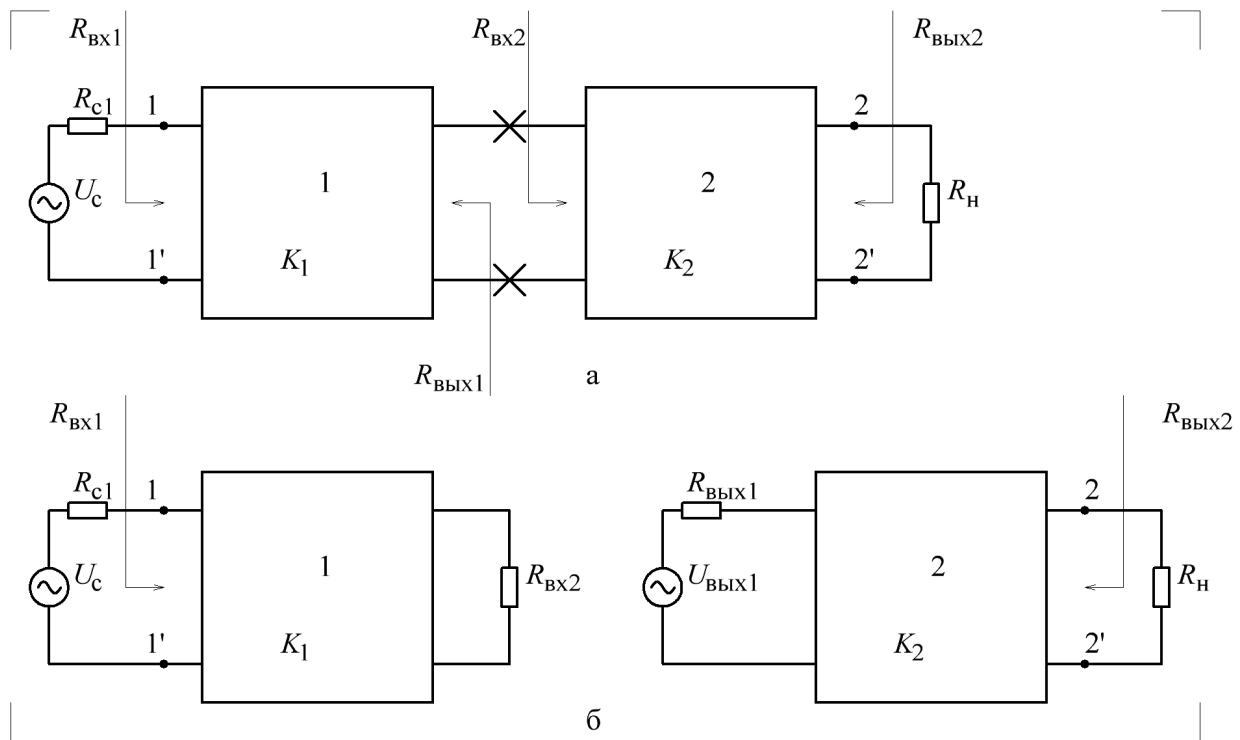 Rвх1 Rвх2 Rвых2
Rс1 1 2
Uс 1 2 Rн
1' K1 K2 2'
Rвых1 а
Rвх1 Rвых2
Rс1 1 Rвых1 2
Uс 1 Rвх2 Uвых1 2 Rн
1' K1 K2 2'
б